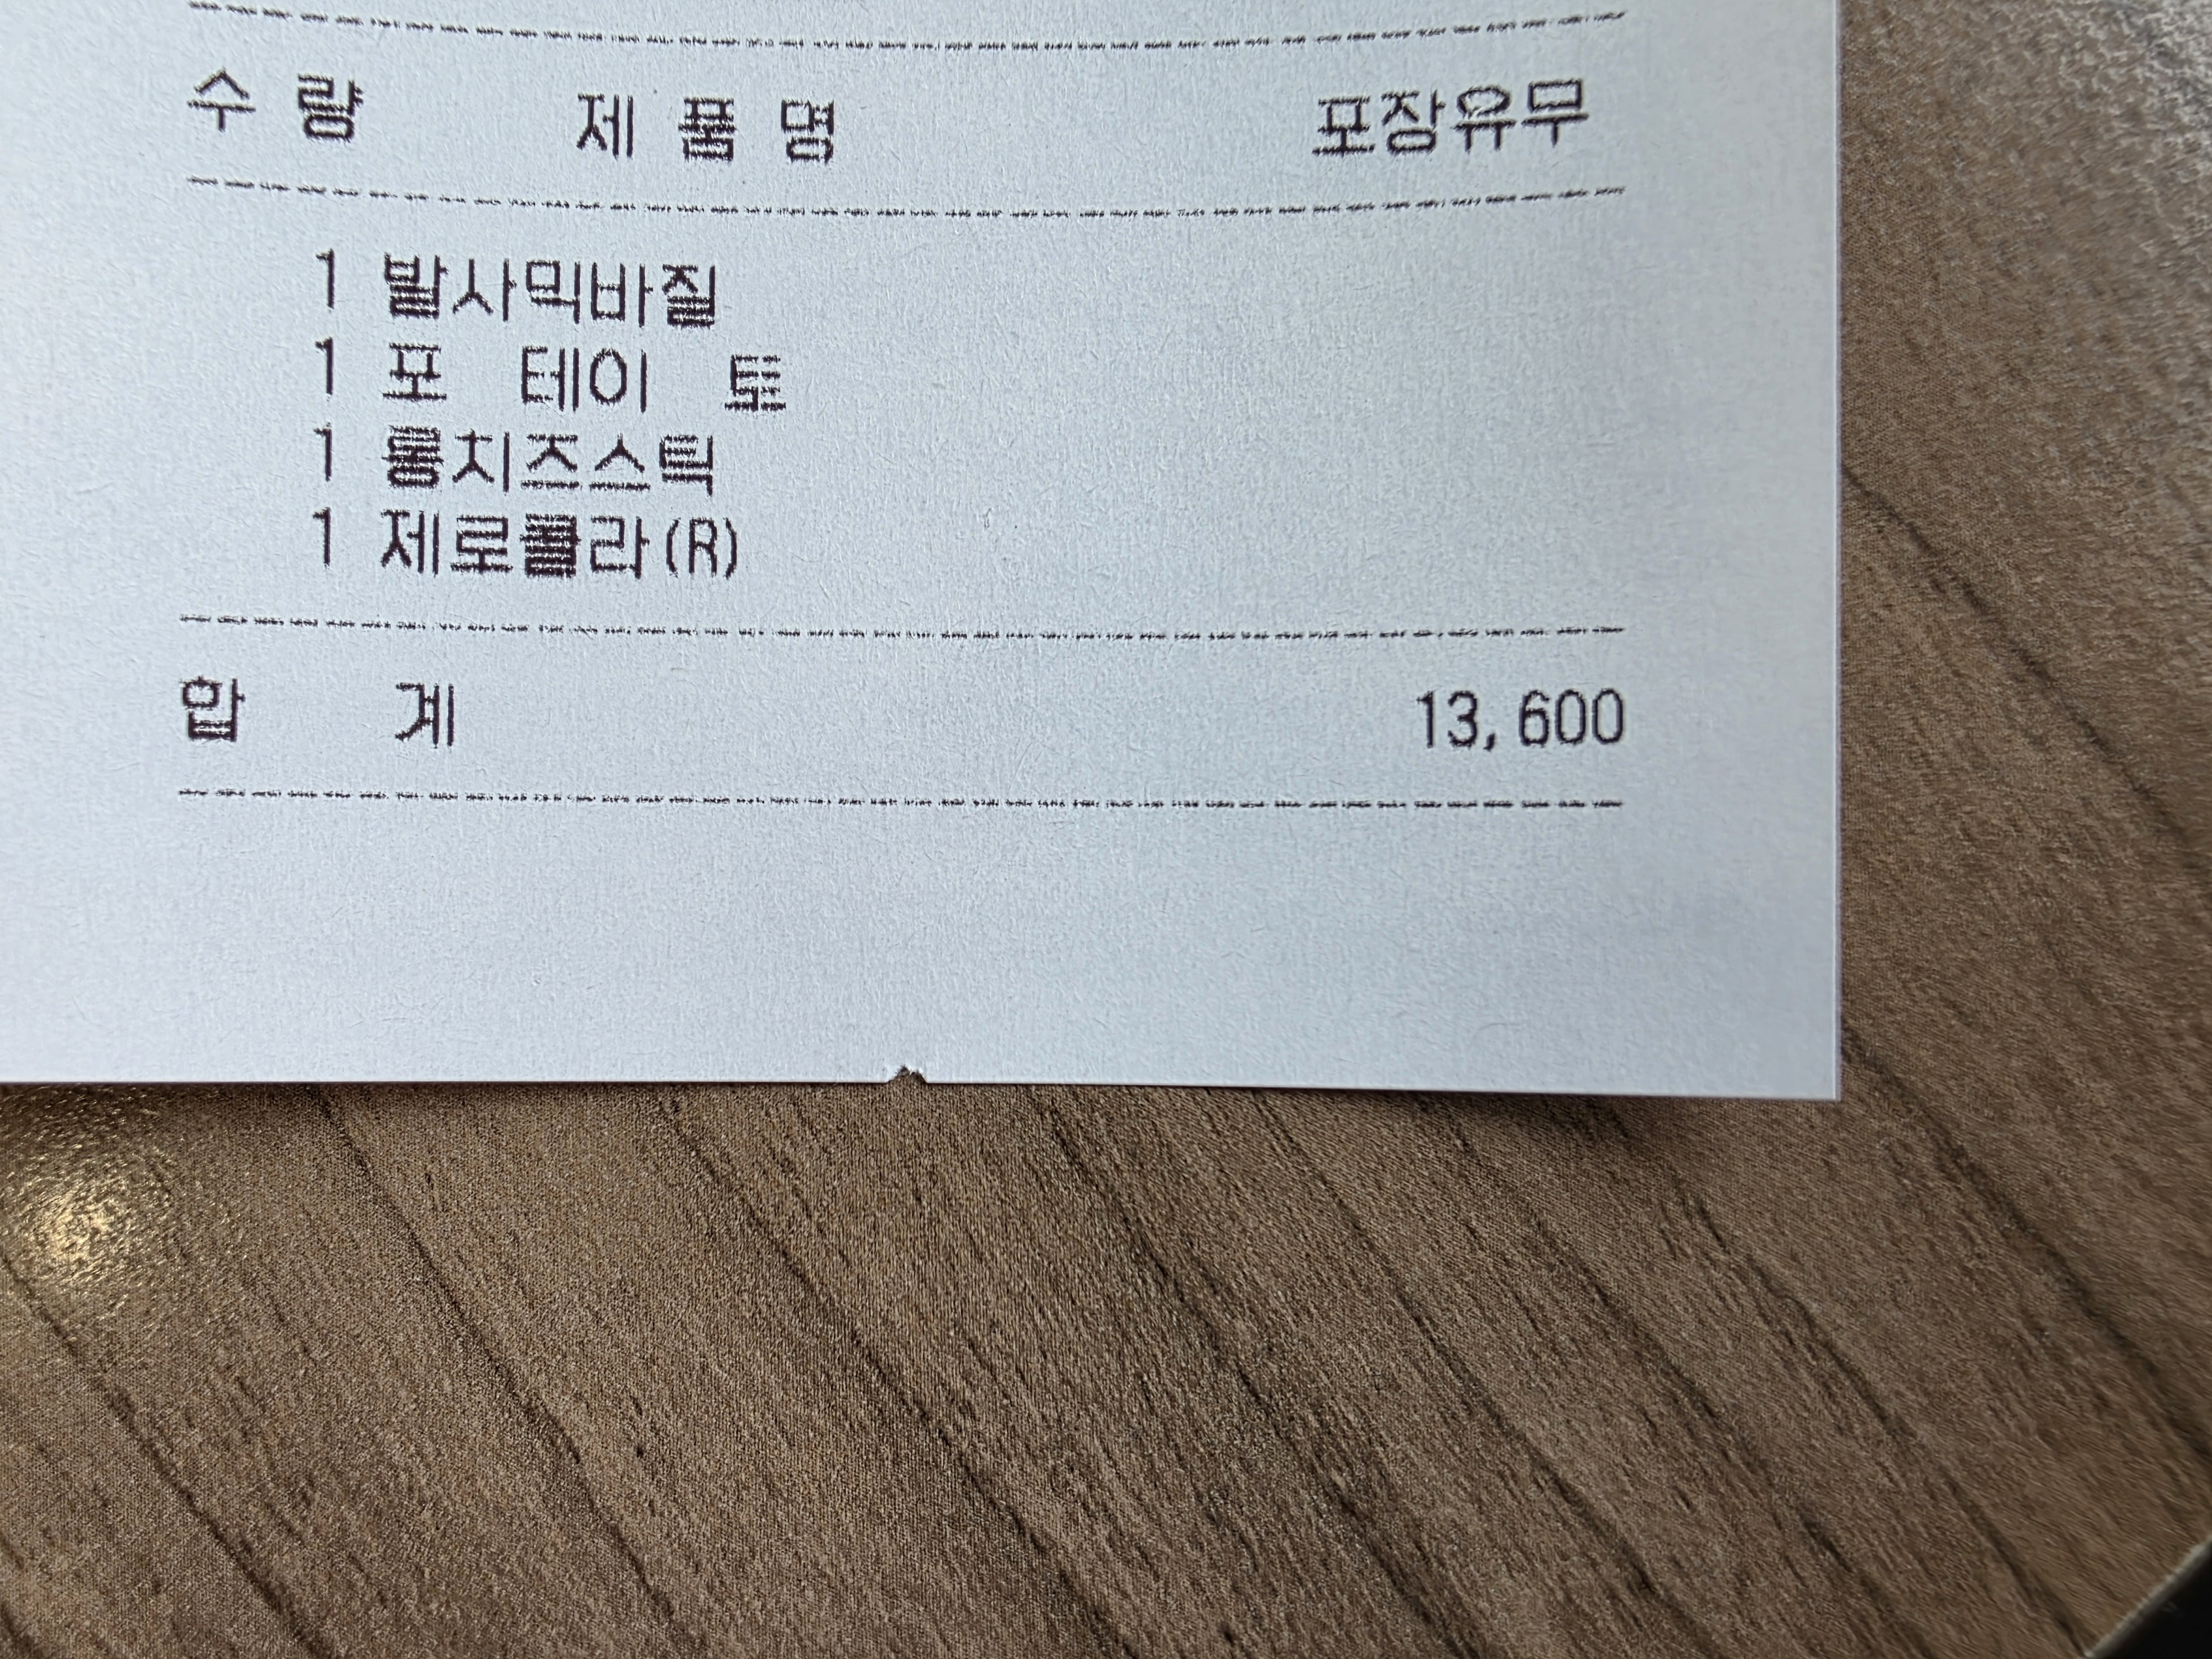 수 량 제 품 명 포장유무
1 발사믹바질
1 포 테이 토
1 롱치즈스틱
1 제로콜라(R)
합 계 13,600